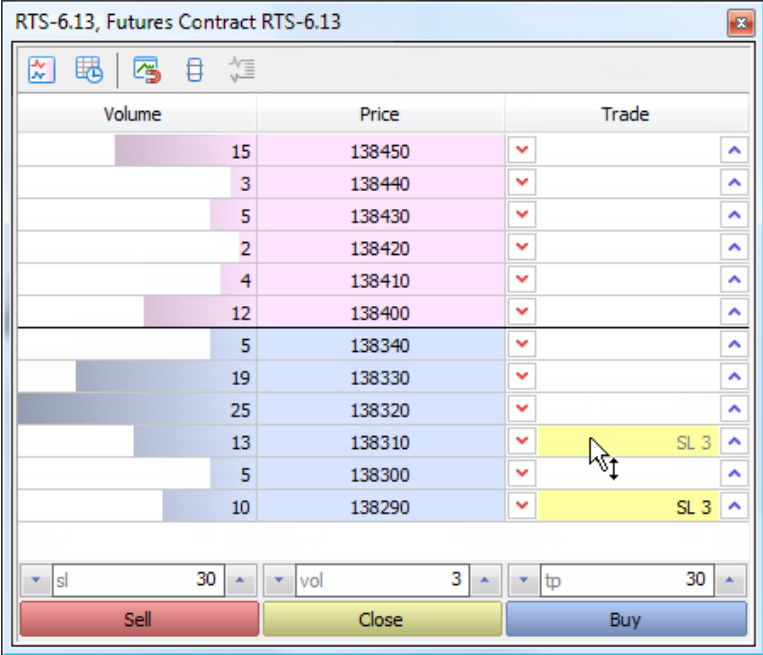 RTS-6.13, Futures Contract RTS-6.13
Volume Price Trade
15 138450
3 138440
5 138430
2 138420
4 138410
12 138400
5 138340
19 138330
25 138320
13 138310 SL 3
5 138300
10 138290 SL 3
sl 30 vol 3 tp 30
Sell Close Buy